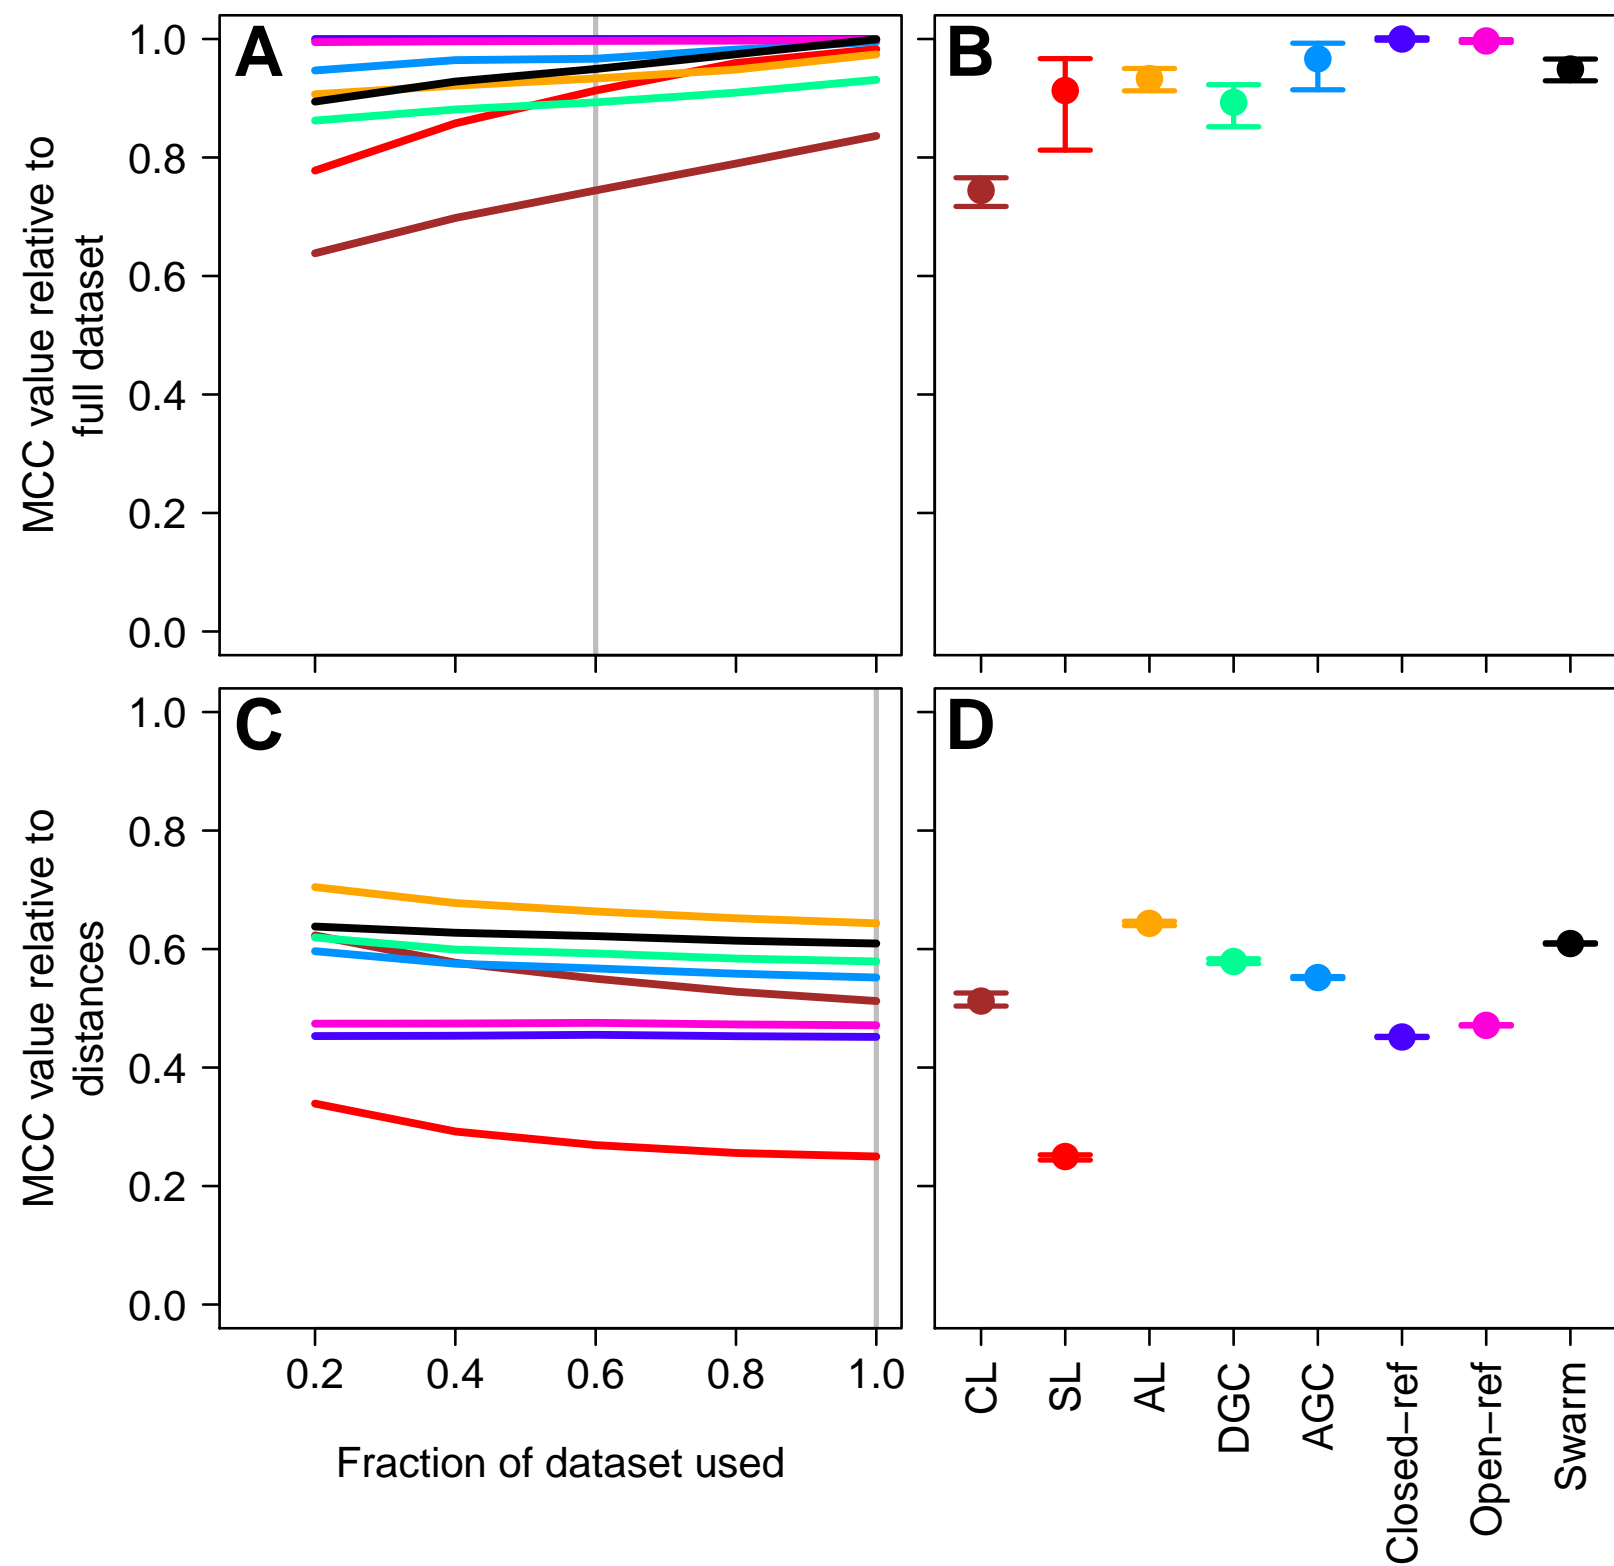 A
B
1.0
0.8
0.6
0.4
0.2
0.0
MCC value relative to
full dataset
C
D
1.0
0.8
0.6
0.4
0.2
0.0
MCC value relative to
distances
0.2 0.4 0.6 0.8 1.0
Fraction of dataset used
CL
SL
AL
DGC
AGC
Closed−ref
Open−ref
Swarm